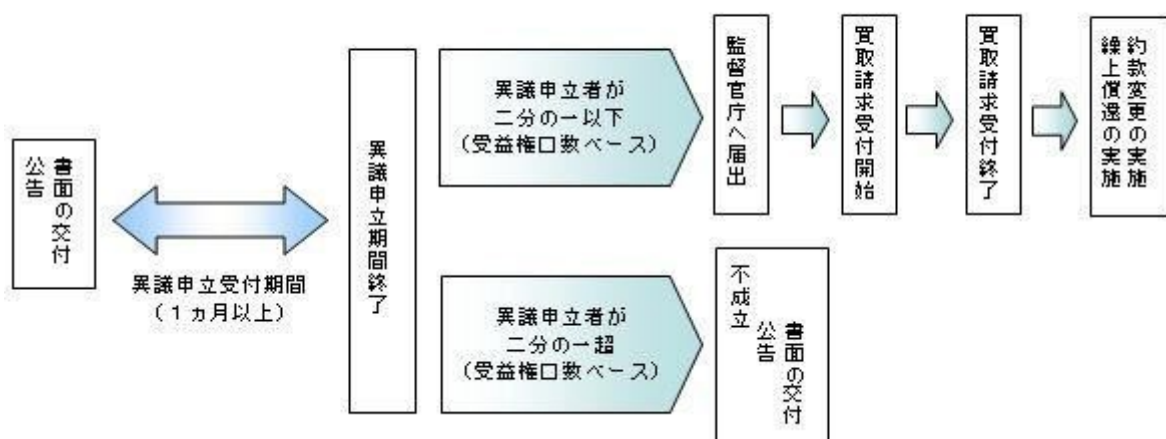 書面の交付
公告
異議申立受付期間
(1ヵ月以上)
異議申立期間終了
異議申立者が
二分の一以下
(受益権口数ベース)
監督官庁へ届出
買取請求受付開始
買取請求受付終了
約款変更の実施
繰上償還の実施
異議申立者が
二分の一超
(受益権口数ベース)
不成立
書面の交付
公告